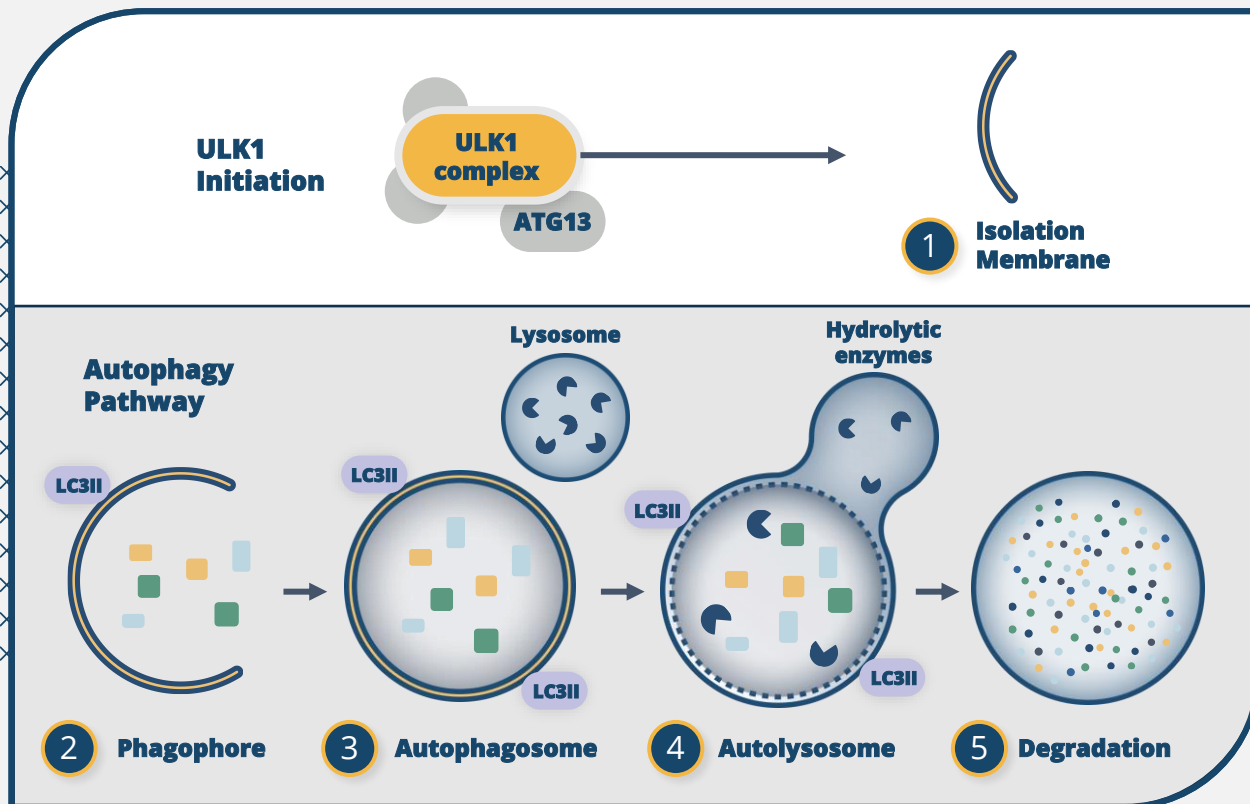 ULK1
Initiation
ULK1
complex
ATG13
1
Isolation
Membrane
Autophagy
Pathway
Lysosome
Hydrolytic
enzymes
LC3II
LC3II
LC3II
LC3II
LC3II
2 Phagophore
3 Autophagosome
4 Autolysosome
5 Degradation